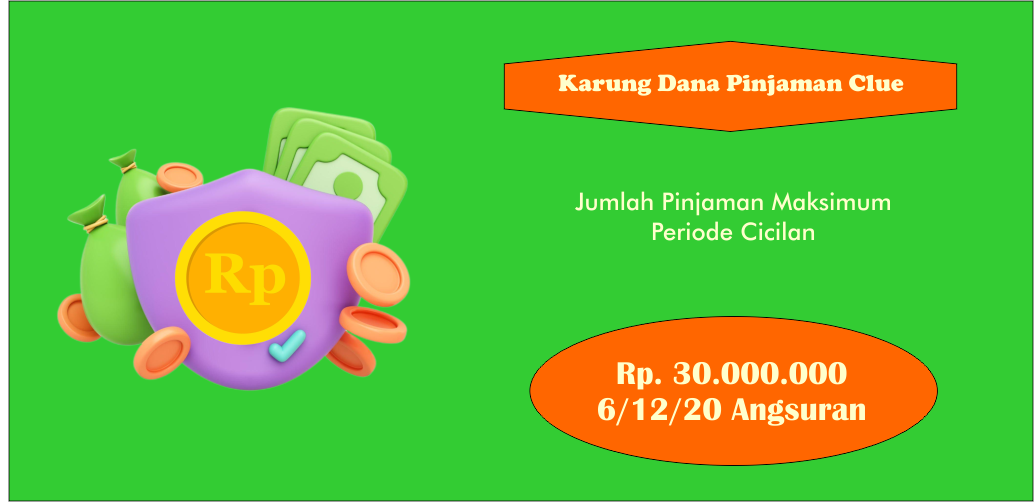 Karung Dana Pinjaman Clue
Jumlah Pinjaman Maksimum
Periode Cicilan
Rp
Rp. 30.000.000
6/12/20 Angsuran